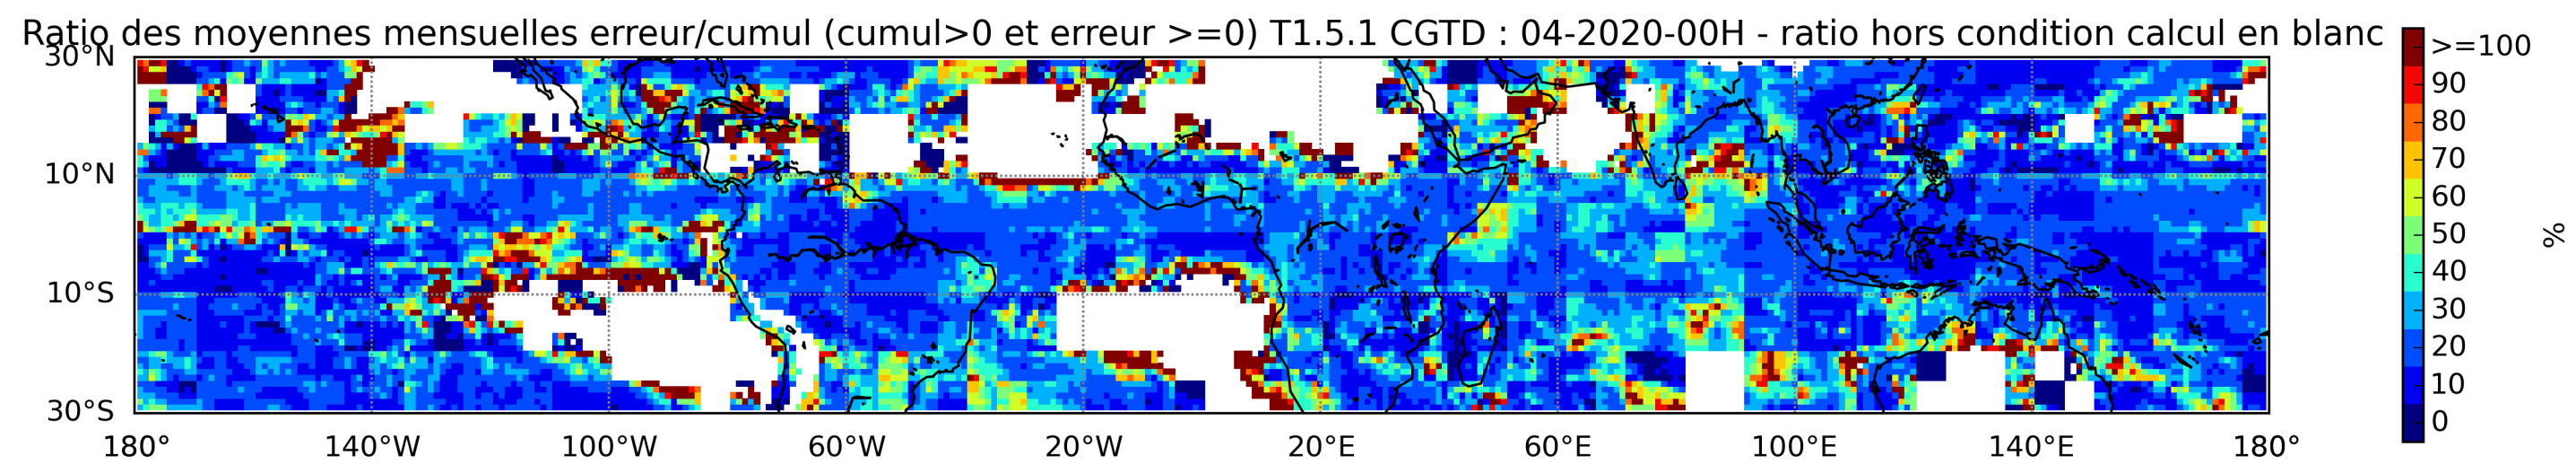 Ratio des moyennes mensuelles erreur/cumul (cumul>0 et erreur >=0) T1.5.1 CGTD : 04-2020-00H - ratio hors condition calcul en blanc
30°N
10°N
10°S
30°S
180° 140°W 100°W 60°W 20°W 20°E 60°E 100°E 140°E 180°
>=100
90
80
70
60
50
40
30
20
10
0
%